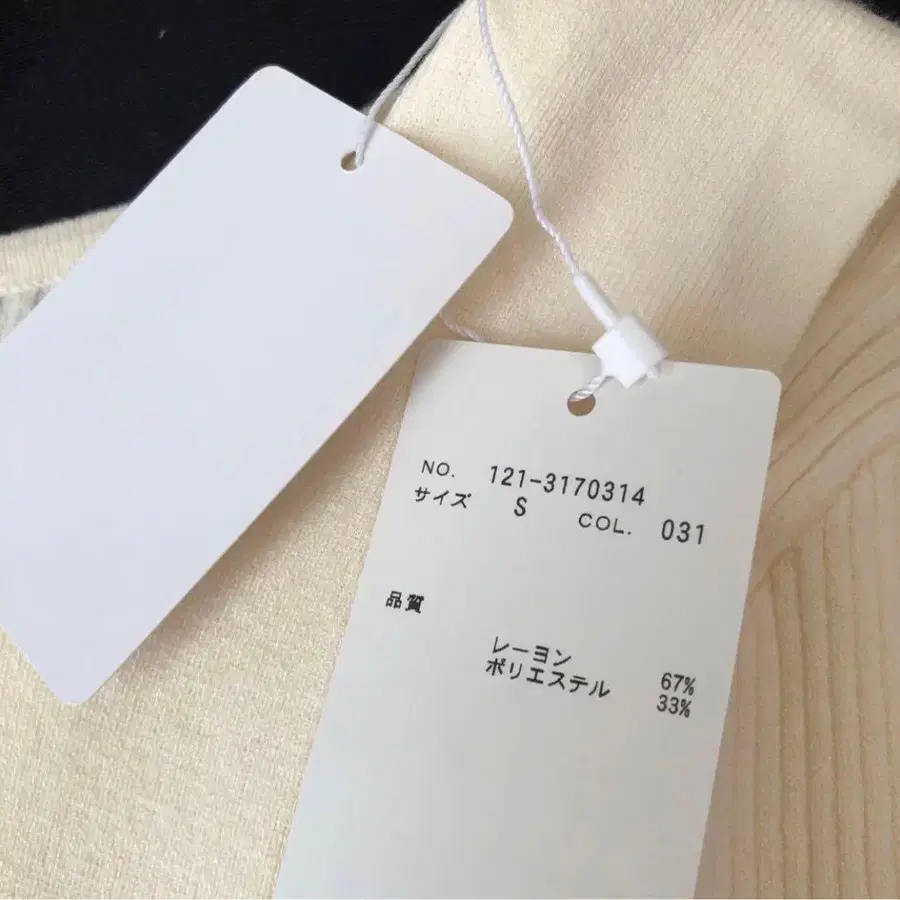 NO. 121-3170314
サイズ S COL. 031
品質
レーヨン 67%
ポリエステル 33%